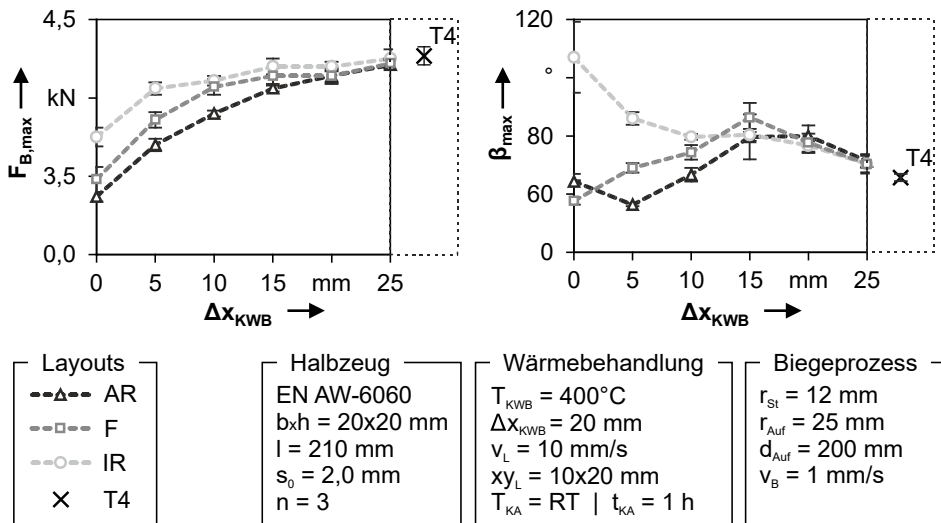 4,5
kN
3,5
0,0
F_B,max
T4
0 5 10 15 mm 25
Δx_KWB
°
80
60
0
β_max
T4
0 5 10 15 mm 25
Δx_KWB
Layouts
AR
F
IR
T4
Halbzeug
EN AW-6060
bxh = 20x20 mm
l = 210 mm
s_0 = 2,0 mm
n = 3
Wärmebehandlung
T_KWB = 400°C
Δx_KWB = 20 mm
v_L = 10 mm/s
xy_L = 10x20 mm
T_KA = RT | t_KA = 1 h
Biegeprozess
r_St = 12 mm
r_Auf = 25 mm
d_Auf = 200 mm
v_B = 1 mm/s